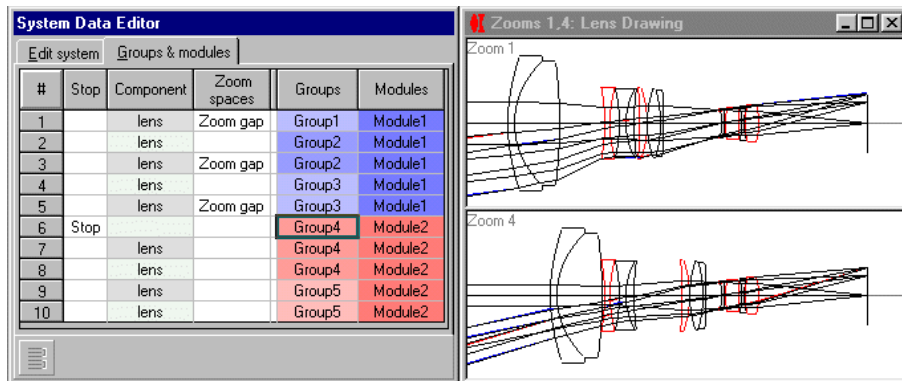 System Data Editor
Edit system Groups & modules
# Stop Component Zoom spaces Groups Modules
1 lens Zoom gap Group1 Module1
2 lens Group2 Module1
3 lens Zoom gap Group2 Module1
4 lens Group3 Module1
5 lens Zoom gap Group3 Module1
6 Stop Group4 Module2
7 lens Group4 Module2
8 lens Group4 Module2
9 lens Group5 Module2
10 lens Group5 Module2
Zooms 1,4: Lens Drawing
Zoom 1
Zoom 4